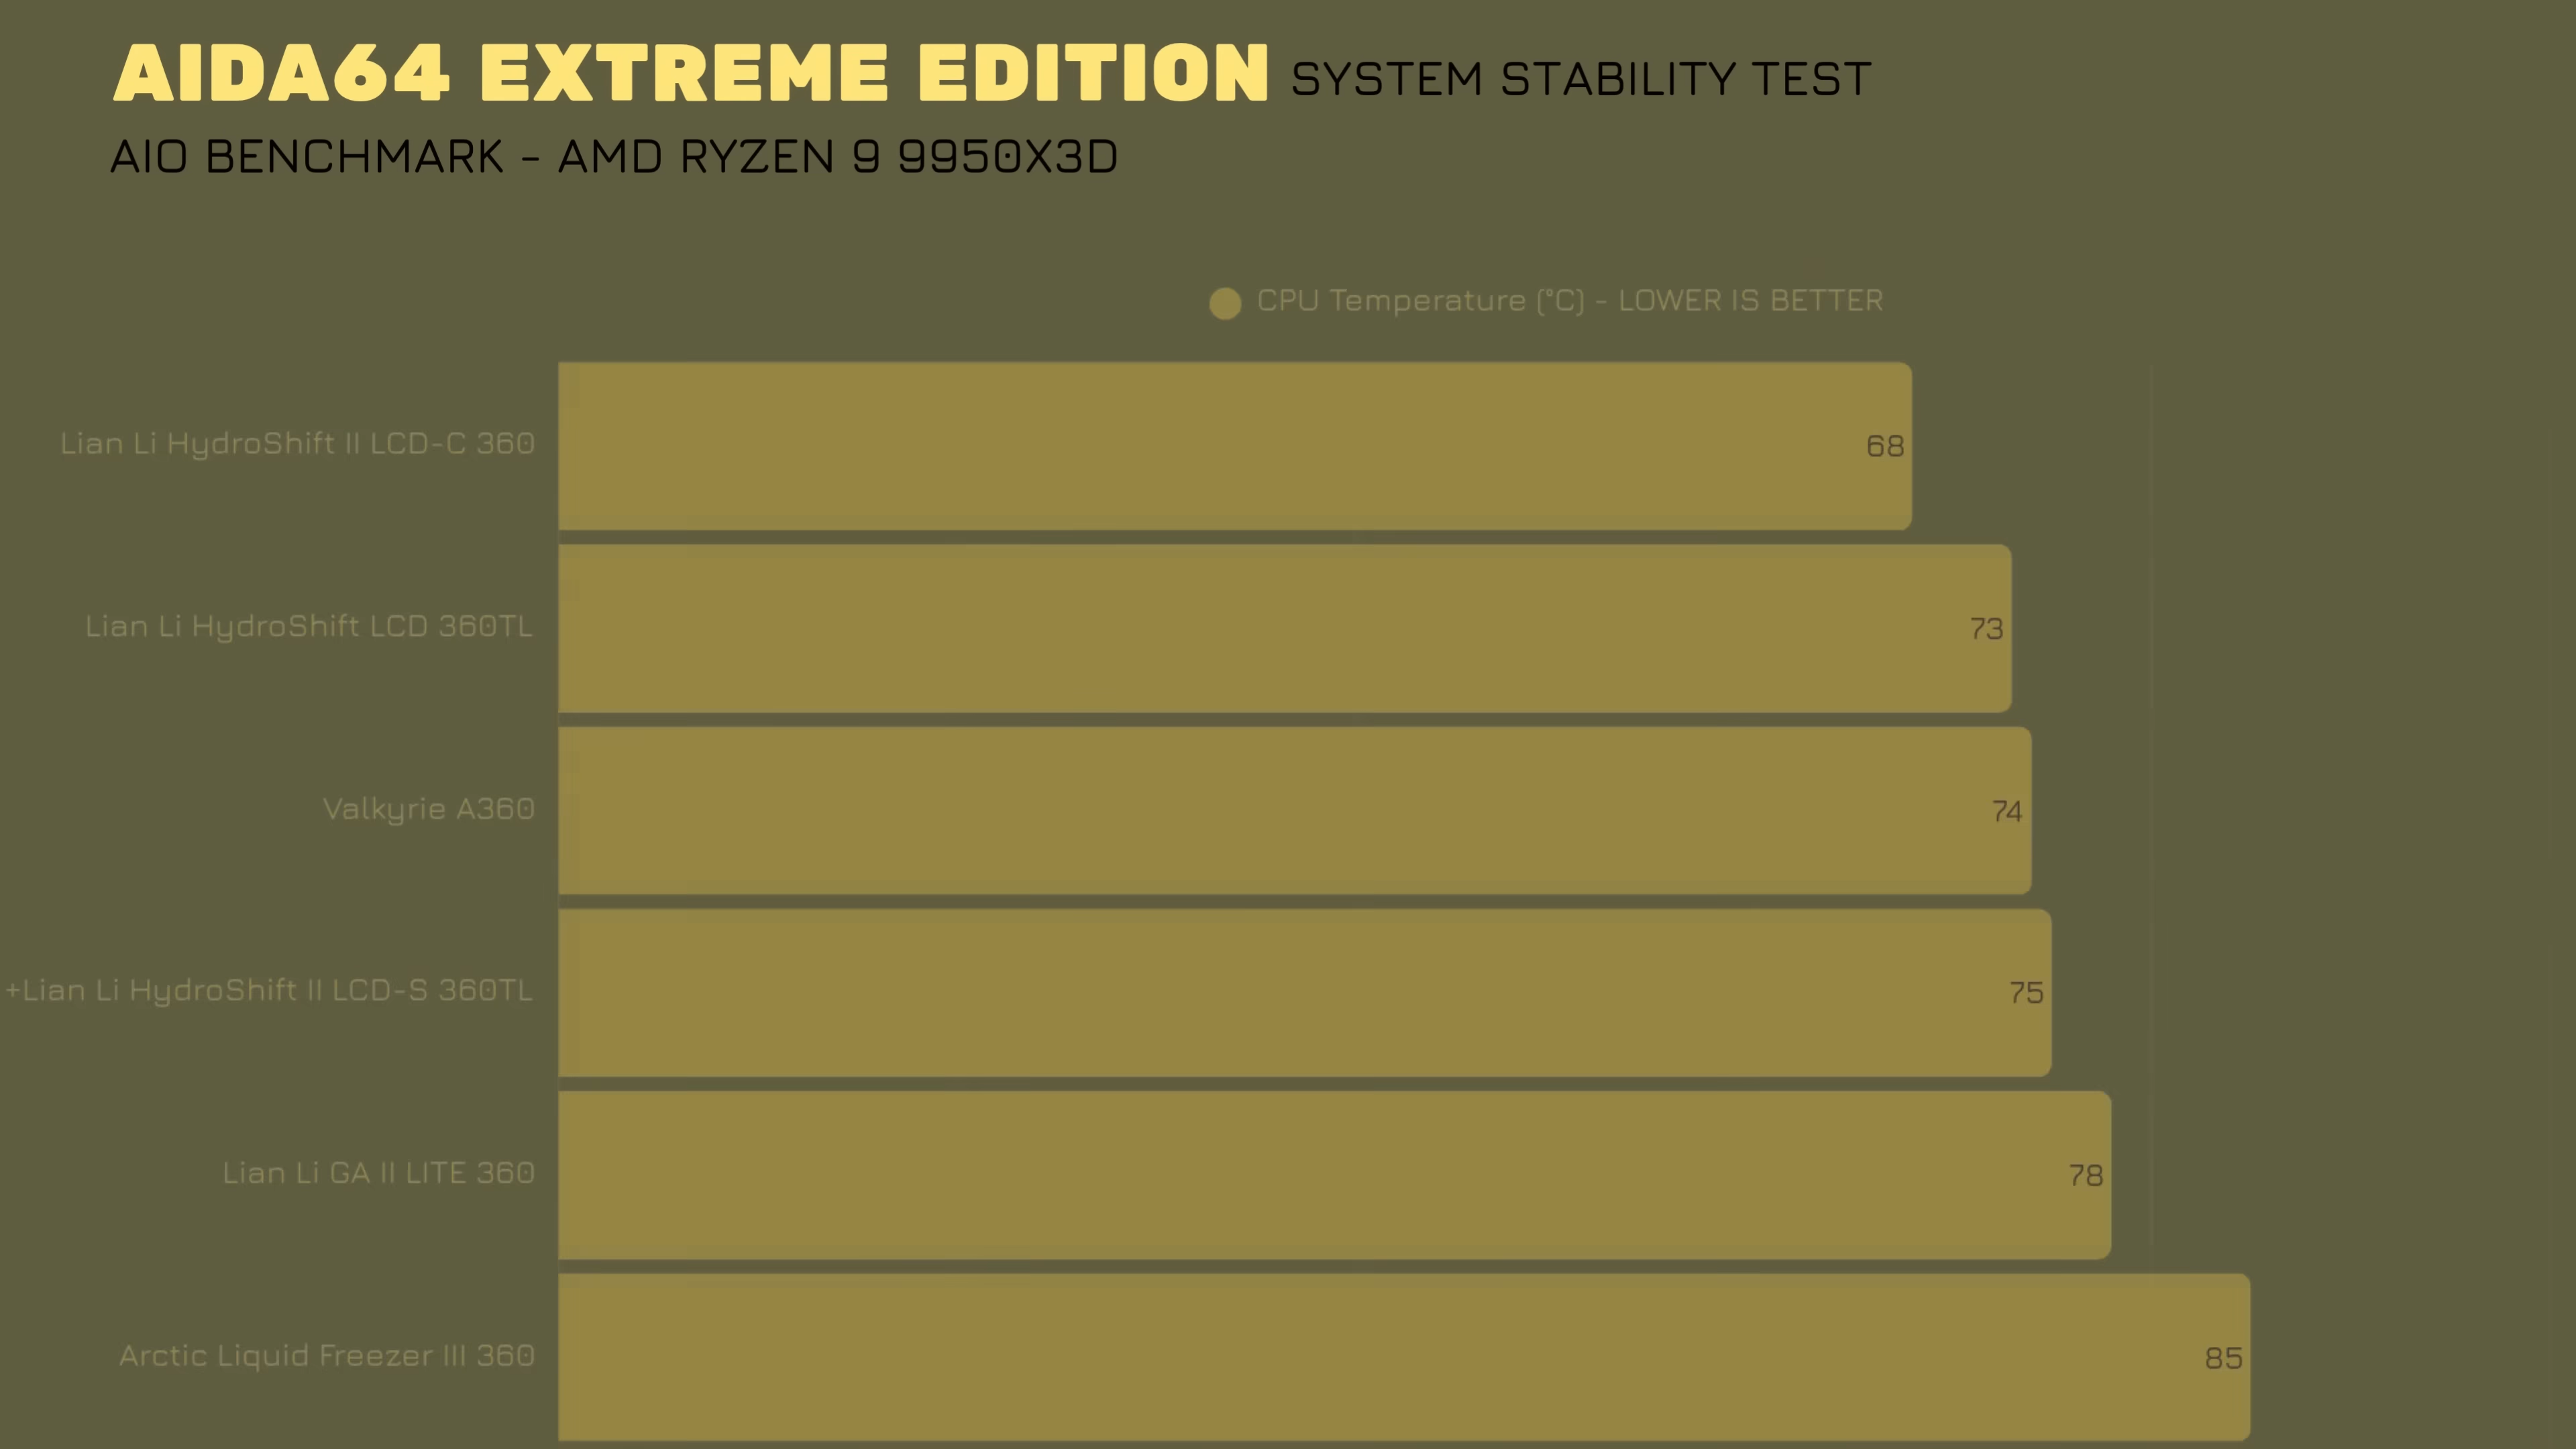 AIDA64 EXTREME EDITION SYSTEM STABILITY TEST
AIO BENCHMARK - AMD RYZEN 9 9950X3D
CPU Temperature (°C) - LOWER IS BETTER
Lian Li HydroShift II LCD-C 360 68
Lian Li HydroShift LCD 360TL 73
Valkyrie A360 74
+Lian Li HydroShift II LCD-S 360TL 75
Lian Li GA II LITE 360 78
Arctic Liquid Freezer III 360 85